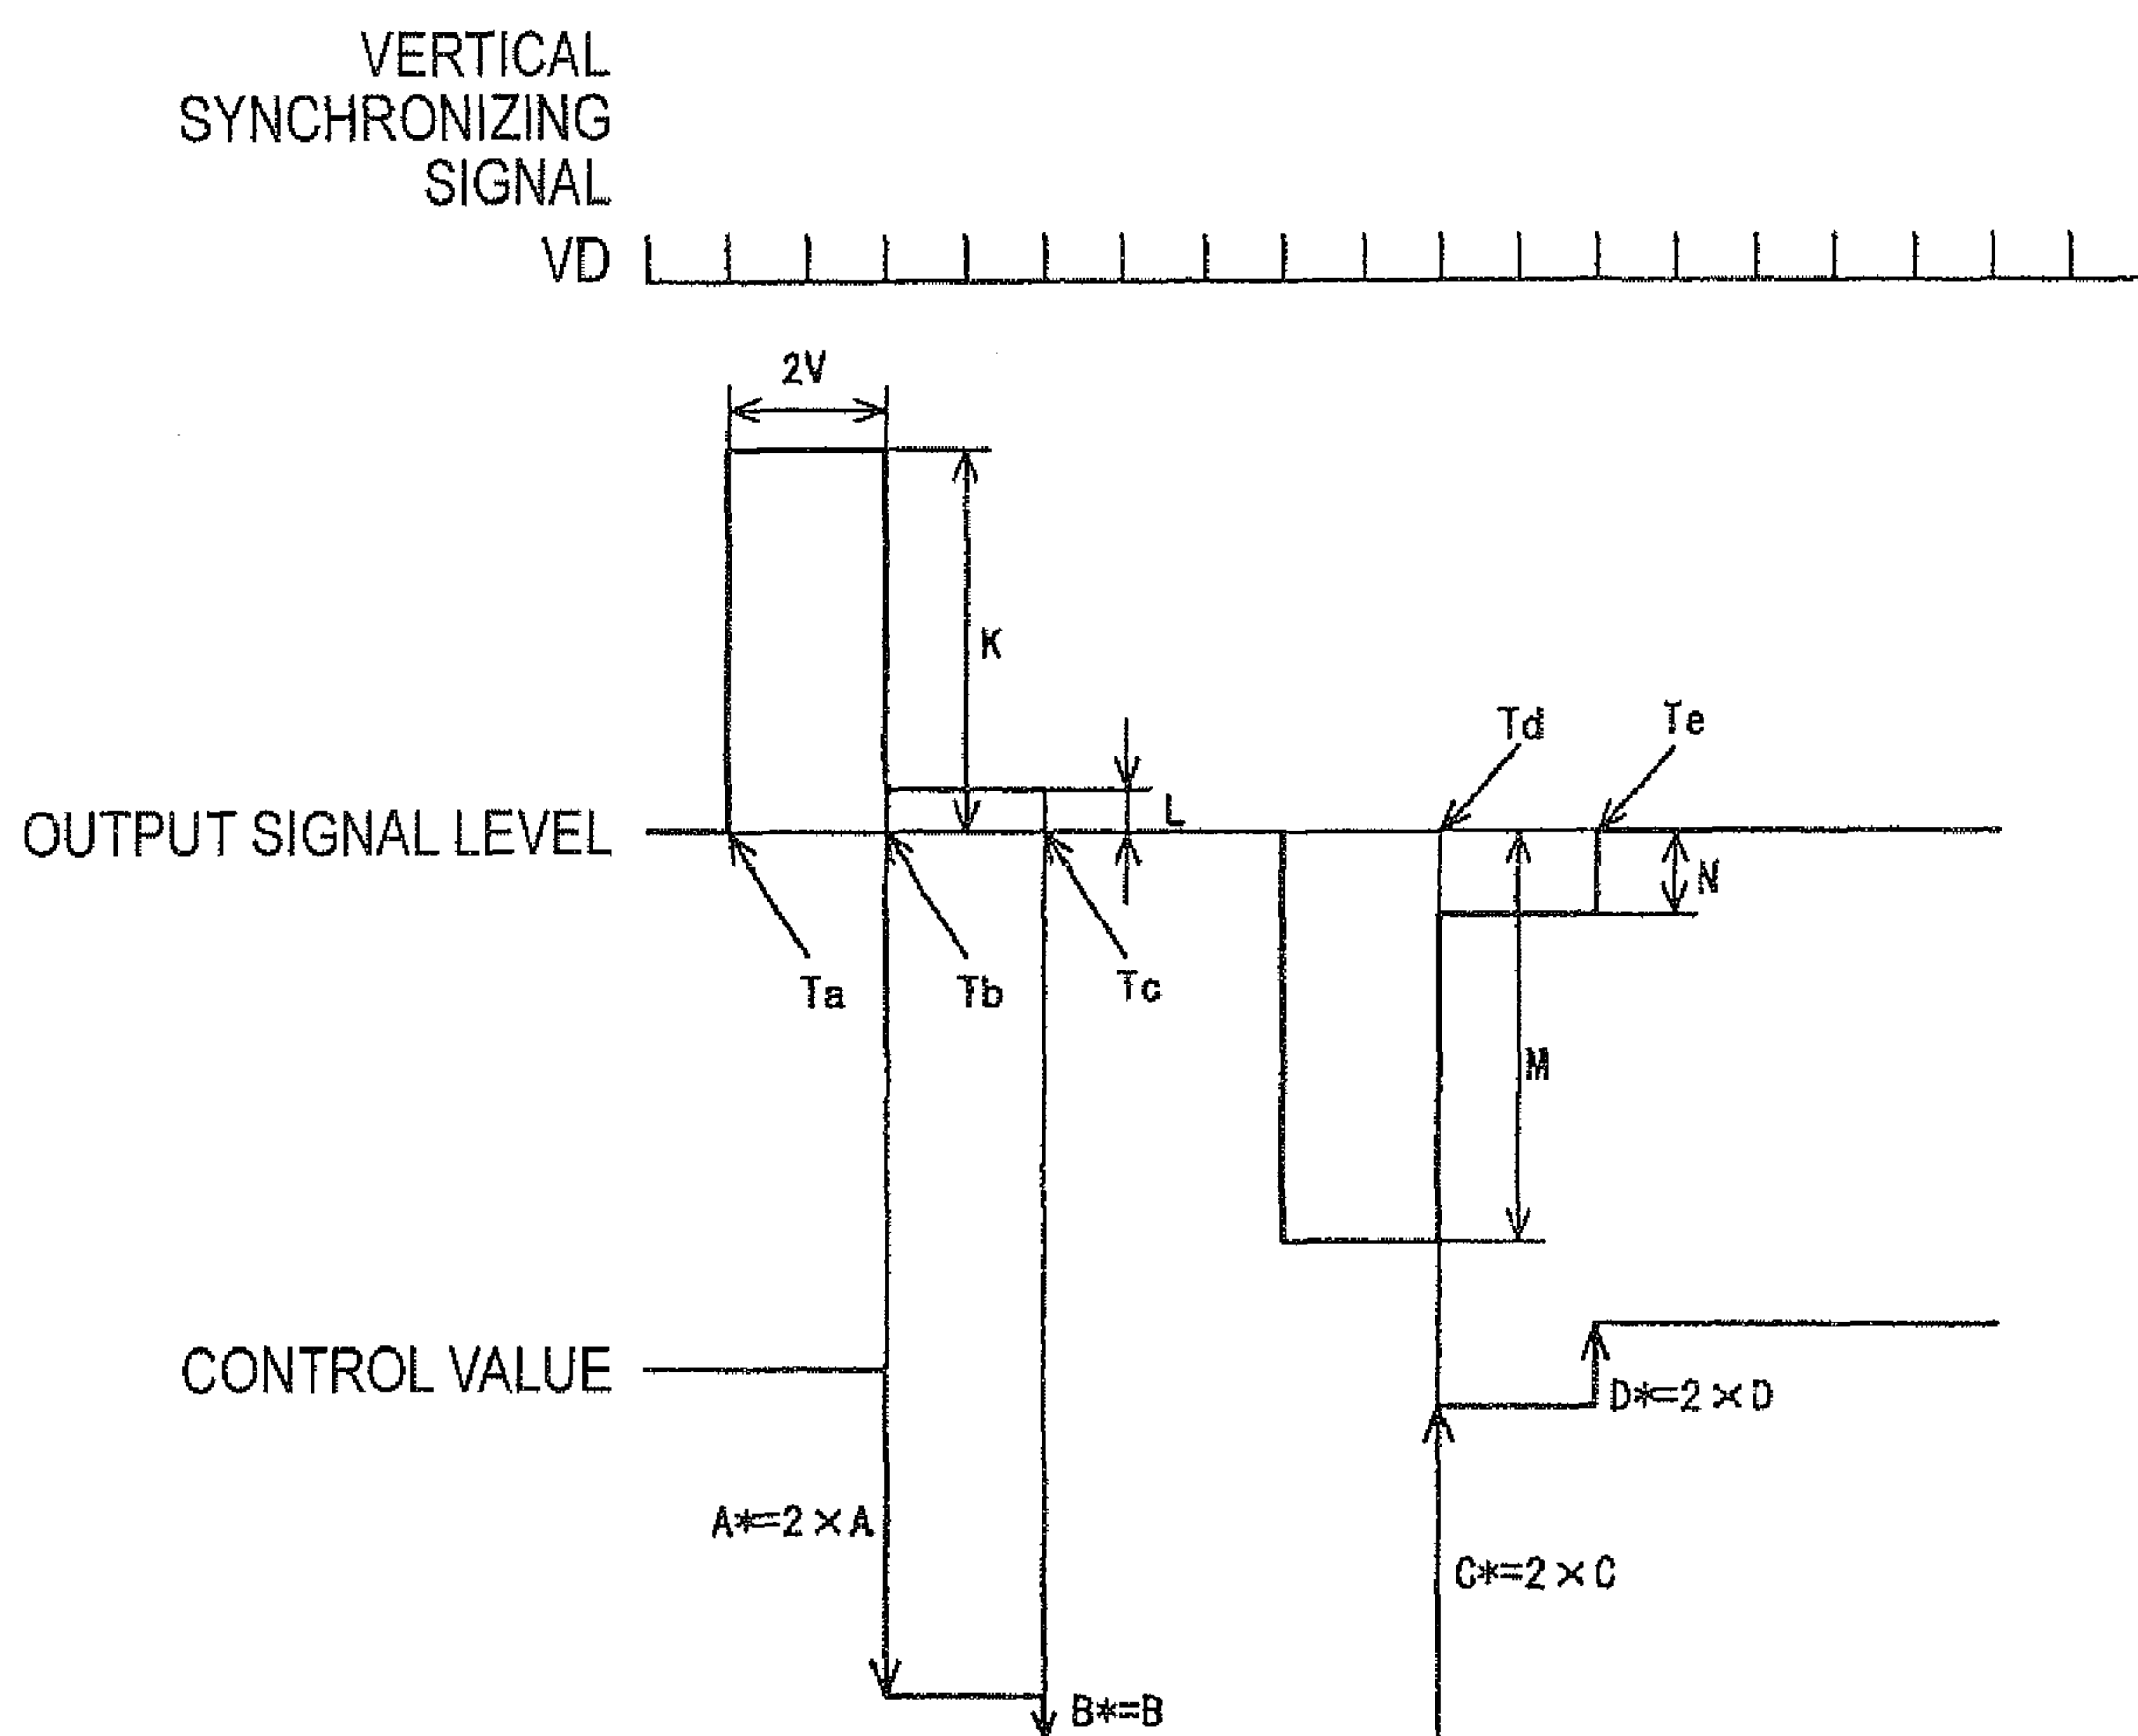 VERTICAL
SYNCHRONIZING
SIGNAL
VD
2V
K
Td
Te
L
OUTPUT SIGNAL LEVEL
N
Ta
Tb
Tc
M
CONTROL VALUE
D*=2×D
A*=2×A
C*=2×C
B*=B